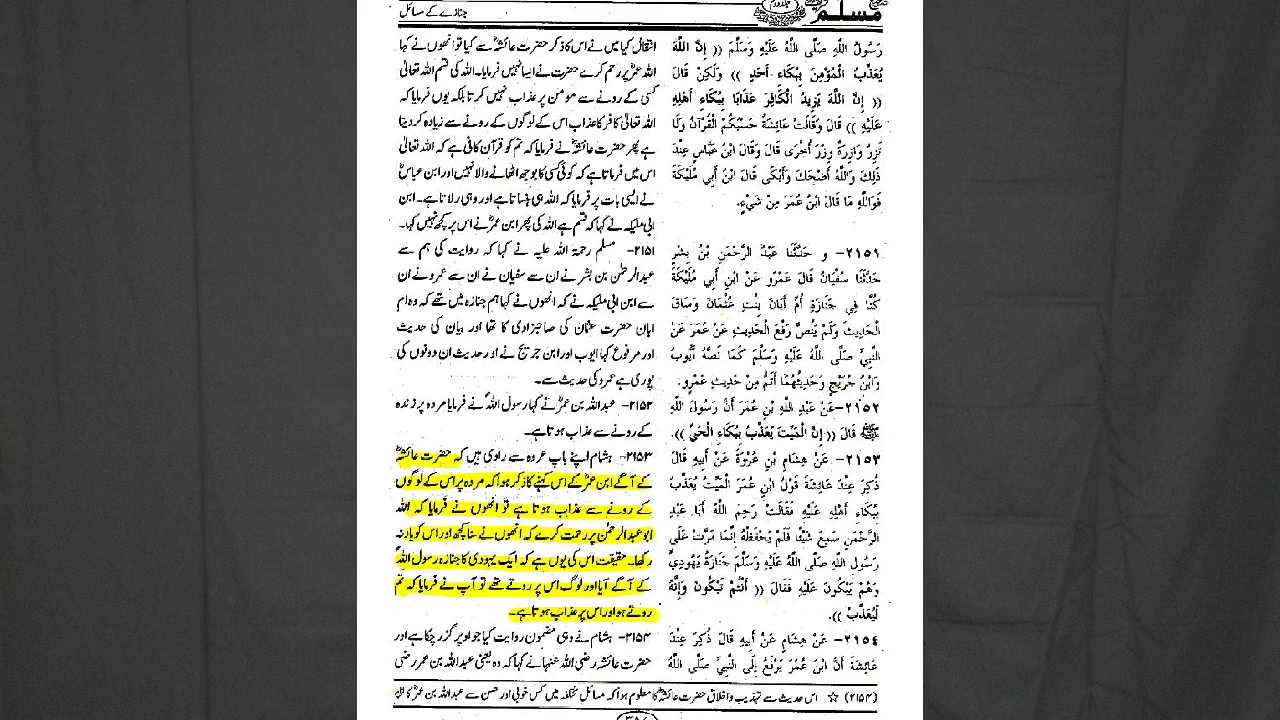 مسلم
جلد دوم
جنازے کے مسائل
رَسُولُ اللهِ صَلَّى اللَّهُ عَلَيْهِ وَسَلَّمَ (( إِنَّ اللَّهَ
يُعَذِّبُ الْمُؤْمِنَ بِبُكَاءِ أَحَدٍ )) وَلَكِنْ قَالَ
(( إِنَّ اللَّهَ يَزِيدُ الْكَافِرَ عَذَابًا بِبُكَاءِ أَهْلِهِ
عَلَيْهِ )) قَالَ وَقَالَتْ عَائِشَةُ حَسْبُكُمْ الْقُرْآنُ وَلَا
تَزِرُ وَازِرَةٌ وِزْرَ أُخْرَى قَالَ وَقَالَ ابْنُ عَبَّاسٍ عِنْدَ
ذَلِكَ وَاللَّهُ أَضْحَكَ وَأَبْكَى قَالَ ابْنُ أَبِي مُلَيْكَةَ
فَوَاللَّهِ مَا قَالَ ابْنُ عُمَرَ مِنْ شَيْءٍ.
٢١٥١- و حَدَّثَنَا عَبْدُ الرَّحْمَنِ بْنُ بِشْرٍ
حَدَّثَنَا سُفْيَانُ قَالَ عَمْرٌو عَنْ ابْنِ أَبِي مُلَيْكَةَ
كُنَّا فِي جَنَازَةِ أُمِّ أَبَانَ بِنْتِ عُثْمَانَ وَسَاقَ
الْحَدِيثَ وَلَمْ يَنُصَّ رَفْعَ الْحَدِيثِ عَنْ عُمَرَ عَنْ
النَّبِيِّ صَلَّى اللَّهُ عَلَيْهِ وَسَلَّمَ كَمَا نَصَّهُ أَيُّوبُ
وَابْنُ جُرَيْجٍ وَحَدِيثُهُمَا أَتَمُّ مِنْ حَدِيثِ عَمْرٍو.
٢١٥٢- عَنْ عَبْدِ اللَّهِ بْنِ عُمَرَ أَنَّ رَسُولَ اللَّهِ
ﷺ قَالَ (( إِنَّ الْمَيِّتَ يُعَذَّبُ بِبُكَاءِ الْحَيِّ )).
٢١٥٣- عَنْ هِشَامِ بْنِ عُرْوَةَ عَنْ أَبِيهِ قَالَ
ذُكِرَ عِنْدَ عَائِشَةَ قَوْلُ ابْنِ عُمَرَ الْمَيِّتُ يُعَذَّبُ
بِبُكَاءِ أَهْلِهِ عَلَيْهِ فَقَالَتْ رَحِمَ اللَّهُ أَبَا عَبْدِ
الرَّحْمَنِ سَمِعَ شَيْئًا فَلَمْ يَحْفَظْهُ إِنَّمَا مَرَّتْ عَلَى
رَسُولِ اللَّهِ صَلَّى اللَّهُ عَلَيْهِ وَسَلَّمَ جَنَازَةُ يَهُودِيٍّ
وَهُمْ يَبْكُونَ عَلَيْهِ فَقَالَ (( أَنْتُمْ تَبْكُونَ وَإِنَّهُ
لَيُعَذَّبُ )).
٢١٥٤- عَنْ هِشَامٍ عَنْ أَبِيهِ قَالَ ذُكِرَ عِنْدَ
عَائِشَةَ أَنَّ ابْنَ عُمَرَ يَرْفَعُ إِلَى النَّبِيِّ صَلَّى اللَّهُ
انتقال کیا میں نے اس کا ذکر حضرت عائشہؓ سے کیا تو انھوں نے کہا
اللہ عمرؓ پر رحم کرے حضرت نے ایسا نہیں فرمایا۔ اللہ کی قسم اللہ تعالیٰ
کسی کے رونے سے مومن پر عذاب نہیں کرتا بلکہ یوں فرمایا کہ
اللہ تعالیٰ کافر کا عذاب اس کے لوگوں کے رونے سے زیادہ کر دیتا
ہے پھر حضرت عائشہؓ نے فرمایا کہ تم کو قرآن کافی ہے کہ اللہ تعالیٰ
اس میں فرماتا ہے کہ کوئی کسی کا بوجھ اٹھانے والا نہیں اور ابن عباسؓ
نے ایسی بات پر فرمایا کہ اللہ ہی ہنساتا ہے اور وہی رلاتا ہے۔ ابن
ابی ملیکہ نے کہا کہ قسم ہے اللہ کی پھر ابن عمرؓ نے اس پر کچھ نہیں کہا۔
۲۱۵۱- مسلم رحمۃ اللہ علیہ نے کہا کہ روایت کی ہم سے
عبدالرحمٰن بن بشر نے ان سے سفیان نے ان سے عمرو نے ان
سے ابن ابی ملیکہ نے کہ انھوں نے کہا ہم جنازہ میں تھے کہ وہ ام
ابان حضرت عثمان کی صاحبزادی کا تھا اور بیان کی حدیث
اور مرفوع کہا ایوب اور ابن جریج نے اور حدیث ان دونوں کی
پوری ہے عمرو کی حدیث سے۔
۲۱۵۲- عبداللہ بن عمرؓ نے کہا رسول اللہؐ نے فرمایا مردہ پر زندہ
کے رونے سے عذاب ہوتا ہے۔
۲۱۵۳- ہشام اپنے باپ عروہ سے راوی ہیں کہ حضرت عائشہؓ
کے آگے ابن عمرؓ کے اس کہنے کا ذکر ہوا کہ مردہ پر اس کے لوگوں
کے رونے سے عذاب ہوتا ہے تو انھوں نے فرمایا کہ اللہ
ابو عبدالرحمٰن پر رحمت کرے کہ انھوں نے سنا کچھ اور اس کو یاد نہ
رکھا۔ حقیقت اس کی یوں ہے کہ ایک یہودی کا جنازہ رسول اللہؐ
کے آگے آیا اور لوگ اس پر روتے تھے تو آپ نے فرمایا کہ تم
روتے ہو اور اس پر عذاب ہوتا ہے۔
۲۱۵۴- ہشام نے وہی مضمون روایت کیا جو اوپر گزر چکا ہے اور
حضرت عائشہ رضی اللہ عنہا نے کہا کہ وہ یعنی عبداللہ بن عمر رضی
(۲۱۵۴) ☆ اس حدیث سے تہذیب و اخلاق حضرت عائشہؓ کا معلوم ہوا کہ مسائل مختلفہ میں کس خوبی اور حسن سے عبداللہ بن عمرؓ کا